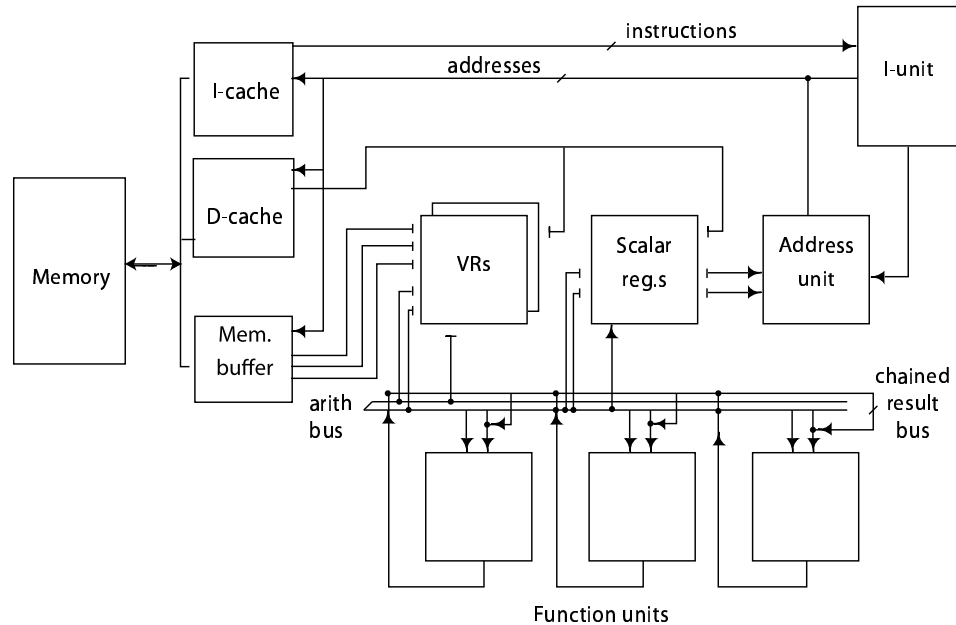 instructions
addresses
I-cache
I-unit
D-cache
Memory
VRs
Scalar
reg.s
Address
unit
Mem.
buffer
arith
bus
chained
result
bus
Function units